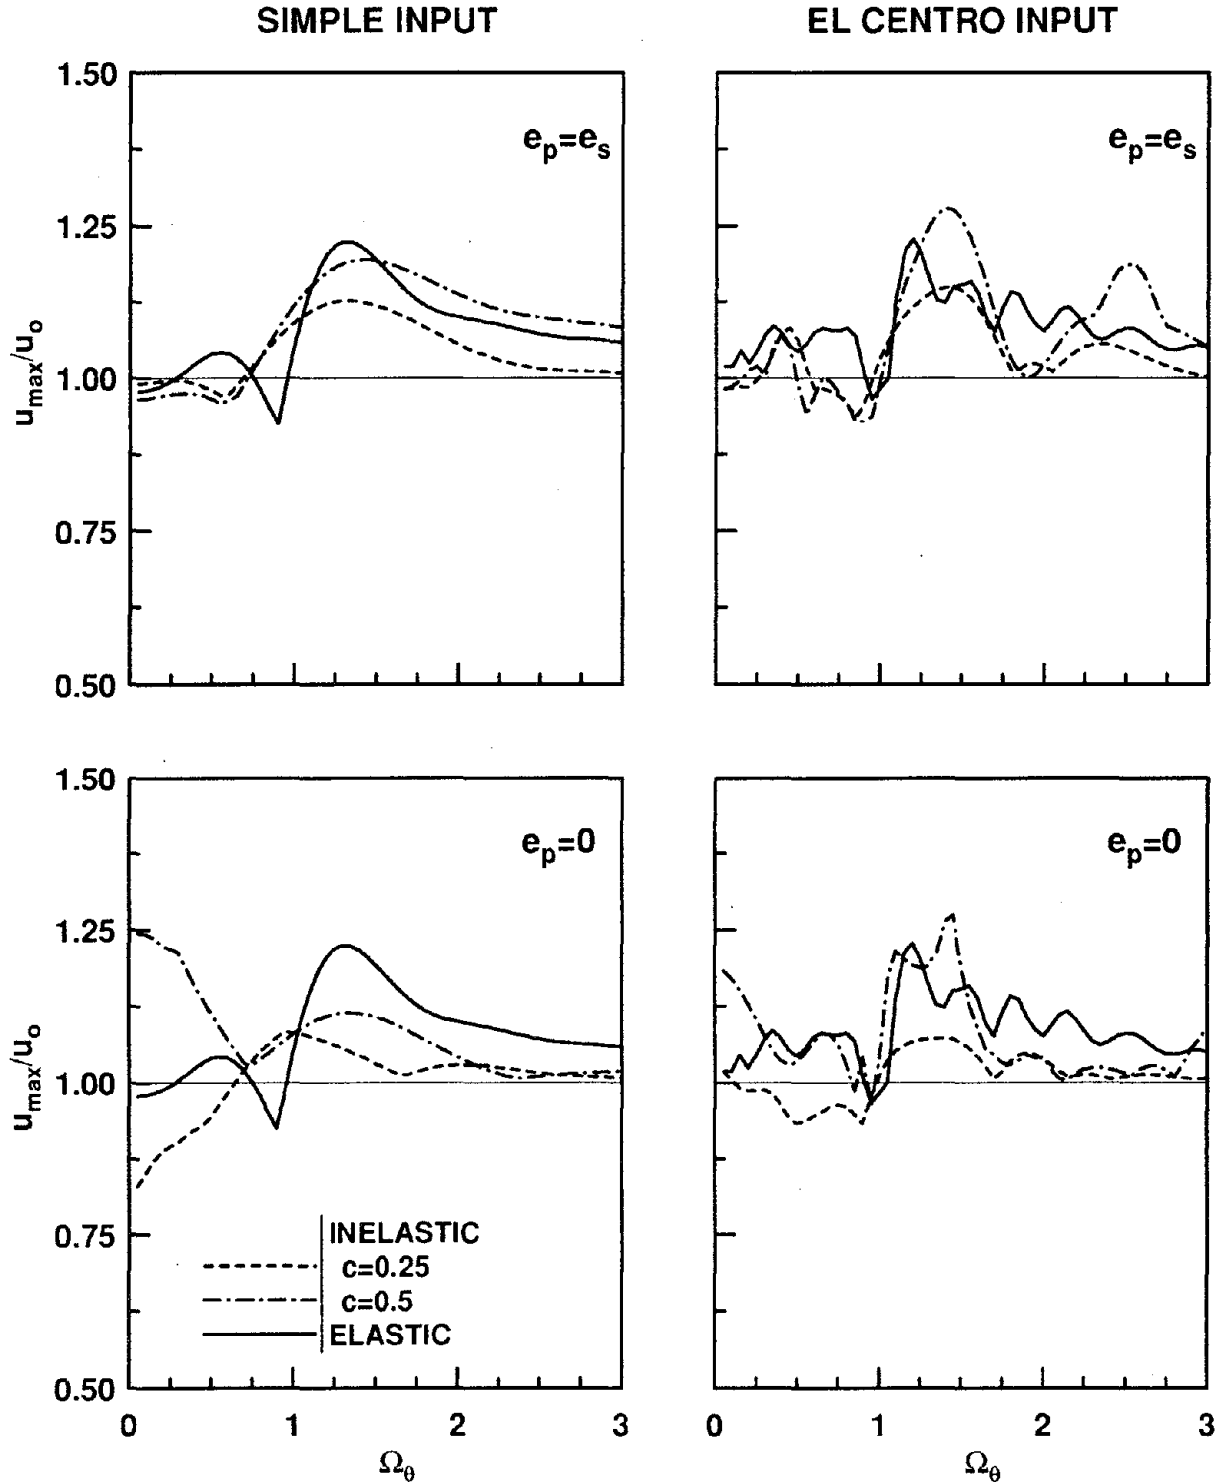 SIMPLE INPUT
EL CENTRO INPUT
1.50
1.25
1.00
0.75
0.50
u_max/u_o
e_p=e_s
e_p=e_s
1.50
1.25
1.00
0.75
0.50
u_max/u_o
e_p=0
e_p=0
INELASTIC
c=0.25
c=0.5
ELASTIC
0 1 2 3
0 1 2 3
Ω_θ
Ω_θ